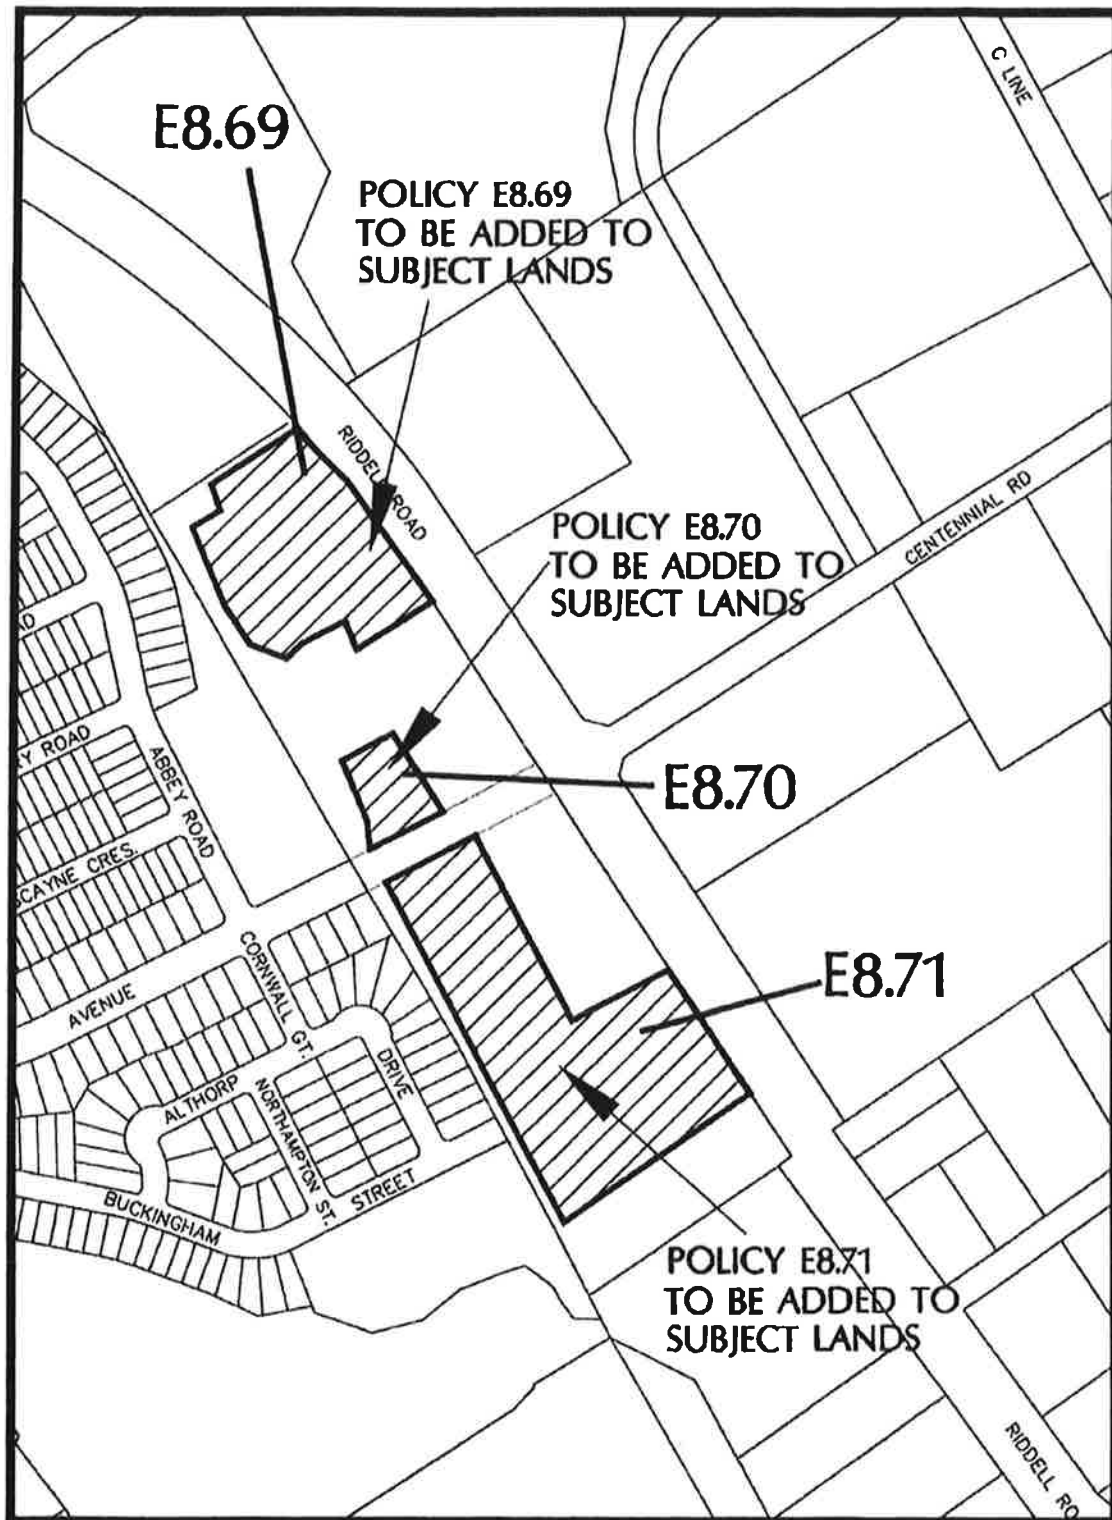 C LINE
E8.69
POLICY E8.69
TO BE ADDED TO
SUBJECT LANDS
RIDDELL ROAD
POLICY E8.70
TO BE ADDED TO
SUBJECT LANDS
CENTENNIAL RD
ROAD
ABBEY ROAD
E8.70
CRES.
CORNWALL GT.
E8.71
AVENUE
DRIVE
ALTHORP
NORTHAMPTON ST.
STREET
BUCKINGHAM
POLICY E8.71
TO BE ADDED TO
SUBJECT LANDS
RIDDELL RO